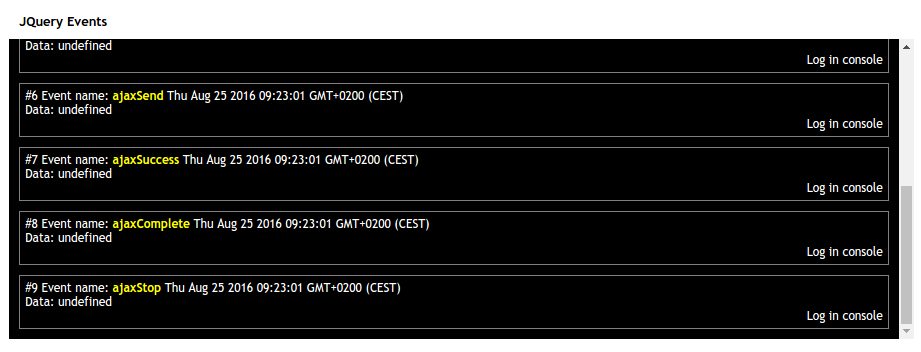 JQuery Events
Data: undefined
Log in console
#6 Event name: ajaxSend Thu Aug 25 2016 09:23:01 GMT+0200 (CEST)
Data: undefined
Log in console
#7 Event name: ajaxSuccess Thu Aug 25 2016 09:23:01 GMT+0200 (CEST)
Data: undefined
Log in console
#8 Event name: ajaxComplete Thu Aug 25 2016 09:23:01 GMT+0200 (CEST)
Data: undefined
Log in console
#9 Event name: ajaxStop Thu Aug 25 2016 09:23:01 GMT+0200 (CEST)
Data: undefined
Log in console